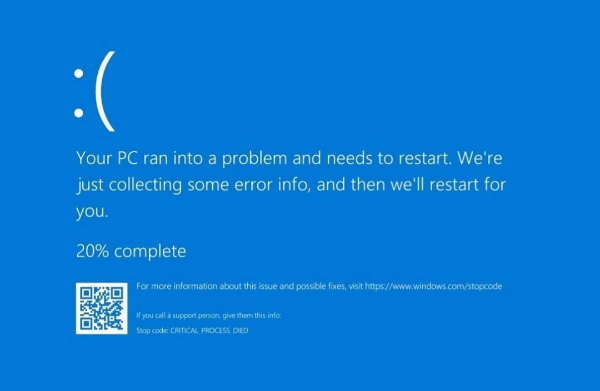 :(
Your PC ran into a problem and needs to restart. We're
just collecting some error info, and then we'll restart for
you.
20% complete
For more information about this issue and possible fixes, visit https://www.windows.com/stopcode
If you call a support person, give them this info:
Stop code: CRITICAL PROCESS DIED